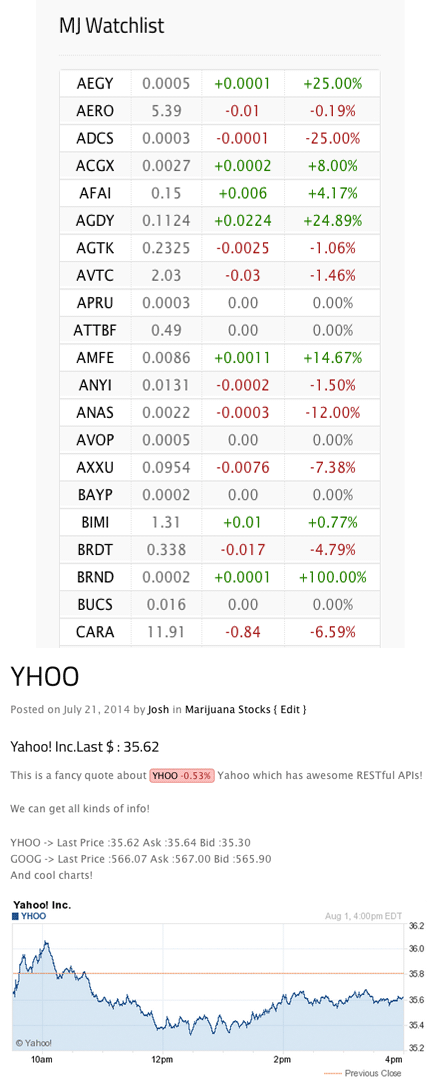 MJ Watchlist
AEGY 0.0005 +0.0001 +25.00%
AERO 5.39 -0.01 -0.19%
ADCS 0.0003 -0.0001 -25.00%
ACGX 0.0027 +0.0002 +8.00%
AFAI 0.15 +0.006 +4.17%
AGDY 0.1124 +0.0224 +24.89%
AGTK 0.2325 -0.0025 -1.06%
AVTC 2.03 -0.03 -1.46%
APRU 0.0003 0.00 0.00%
ATTBF 0.49 0.00 0.00%
AMFE 0.0086 +0.0011 +14.67%
ANYI 0.0131 -0.0002 -1.50%
ANAS 0.0022 -0.0003 -12.00%
AVOP 0.0005 0.00 0.00%
AXXU 0.0954 -0.0076 -7.38%
BAYP 0.0002 0.00 0.00%
BIMI 1.31 +0.01 +0.77%
BRDT 0.338 -0.017 -4.79%
BRND 0.0002 +0.0001 +100.00%
BUCS 0.016 0.00 0.00%
CARA 11.91 -0.84 -6.59%
YHOO
Posted on July 21, 2014 by Josh in Marijuana Stocks { Edit }
Yahoo! Inc.Last $ : 35.62
This is a fancy quote about YHOO -0.53% Yahoo which has awesome RESTful APIs!
We can get all kinds of info!
YHOO -> Last Price :35.62 Ask :35.64 Bid :35.30
GOOG -> Last Price :566.07 Ask :567.00 Bid :565.90
And cool charts!
Yahoo! Inc.
YHOO Aug 1, 4:00pm EDT
36.2
36.0
35.8
35.6
35.4
35.2
© Yahoo!
10am 12pm 2pm 4pm
Previous Close